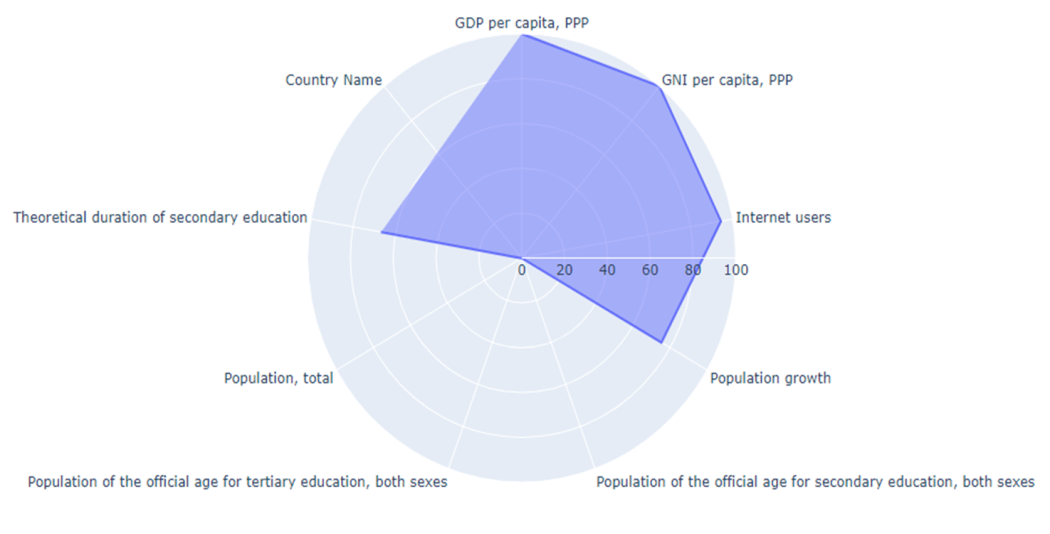 GDP per capita, PPP
Country Name
GNI per capita, PPP
Theoretical duration of secondary education
Internet users
0 20 40 60 80 100
Population, total
Population growth
Population of the official age for tertiary education, both sexes
Population of the official age for secondary education, both sexes